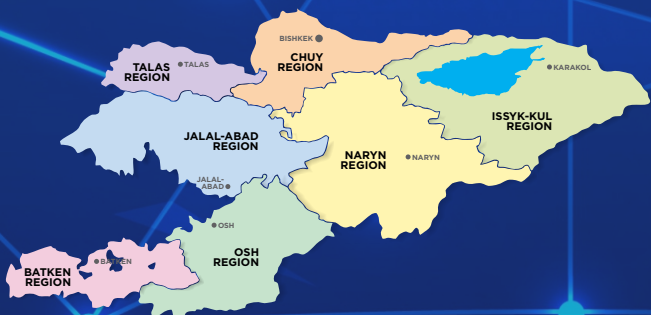 BISHKEK
CHUY
REGION
TALAS
REGION
TALAS
KARAKOL
ISSYK-KUL
REGION
JALAL-ABAD
REGION
NARYN
REGION
NARYN
JALAL-
ABAD
OSH
OSH
REGION
BATKEN
BATKEN
REGION